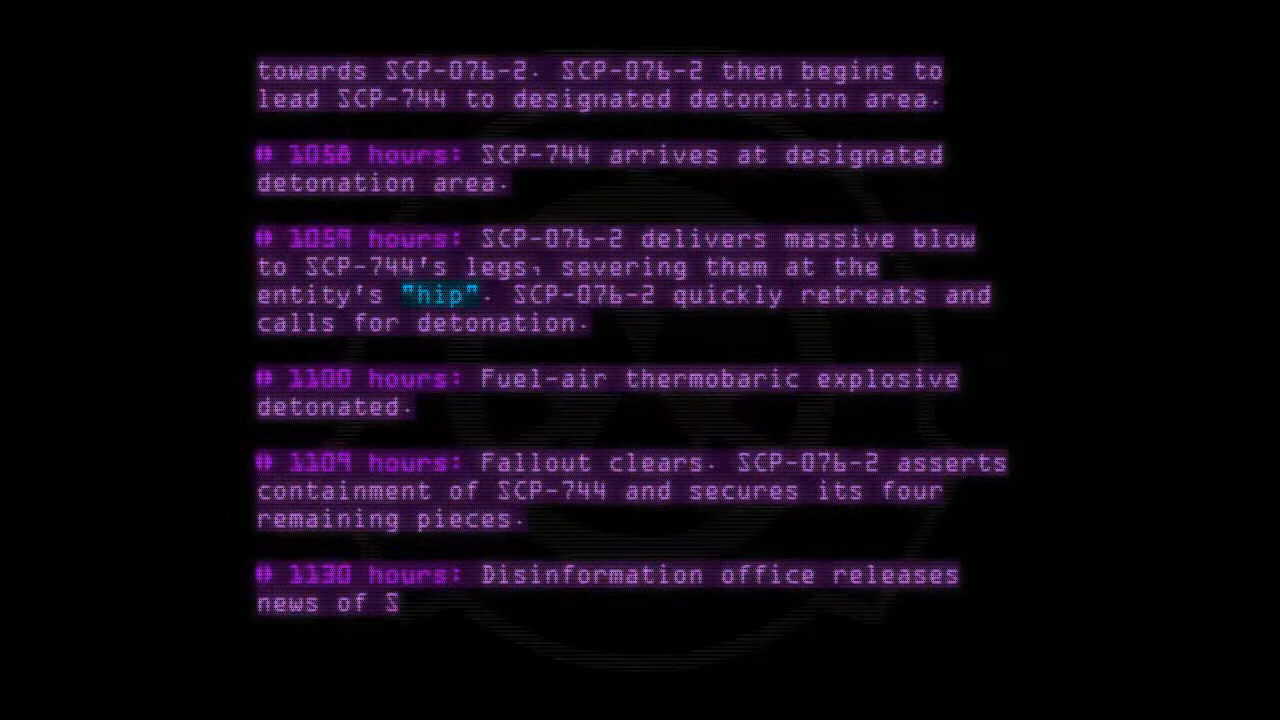 towards SCP-076-2. SCP-076-2 then begins to
lead SCP-744 to designated detonation area.
@ 1058 hours: SCP-744 arrives at designated
detonation area.
@ 1059 hours: SCP-076-2 delivers massive blow
to SCP-744's legs, severing them at the
entity's "hip". SCP-076-2 quickly retreats and
calls for detonation.
@ 1100 hours: Fuel-air thermobaric explosive
detonated.
@ 1109 hours: Fallout clears. SCP-076-2 asserts
containment of SCP-744 and secures its four
remaining pieces.
@ 1130 hours: Disinformation office releases
news of S